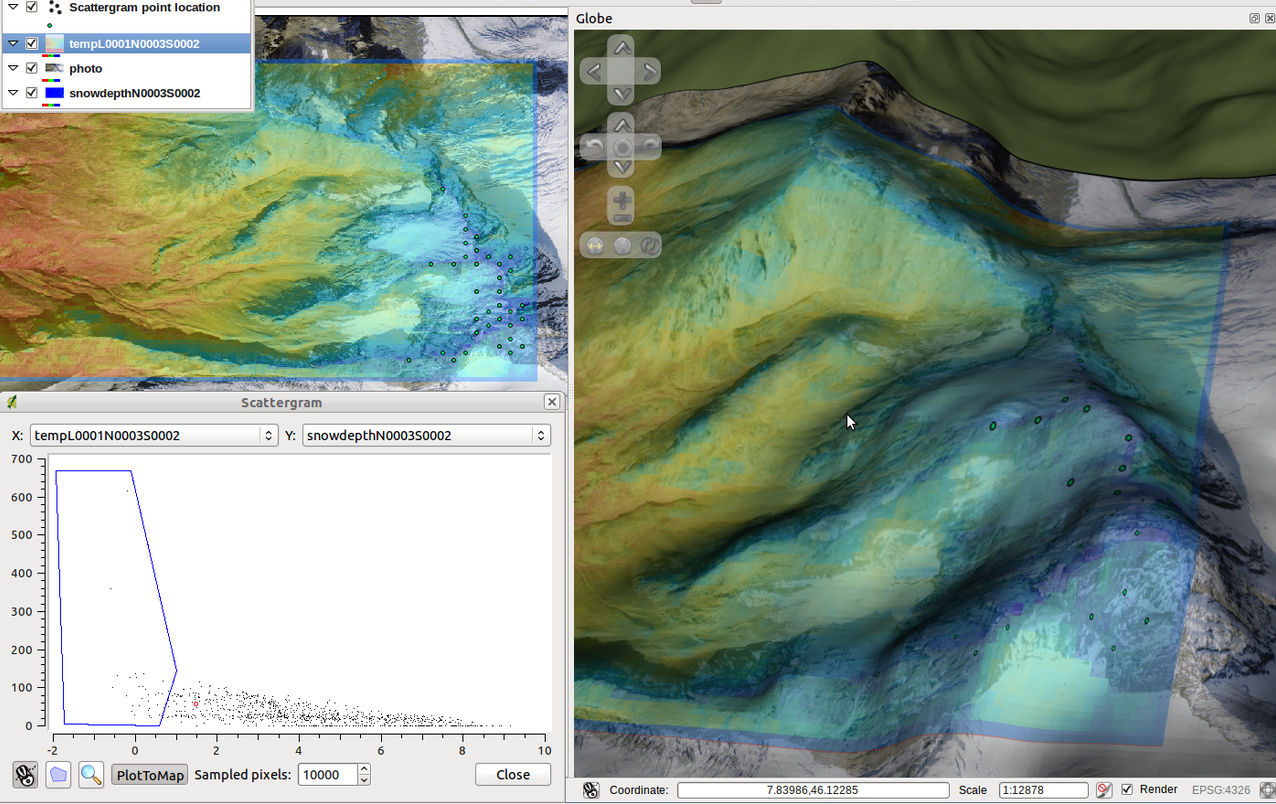 Scattergram point location
tempL0001N0003S0002
photo
snowdepthN0003S0002
Globe
Scattergram
X: tempL0001N0003S0002 Y: snowdepthN0003S0002
700
600
500
400
300
200
100
0
-2 0 2 4 6 8 10
PlotToMap Sampled pixels: 10000 Close
Coordinate: 7.83986,46.12285 Scale 1:12878 Render EPSG:4326